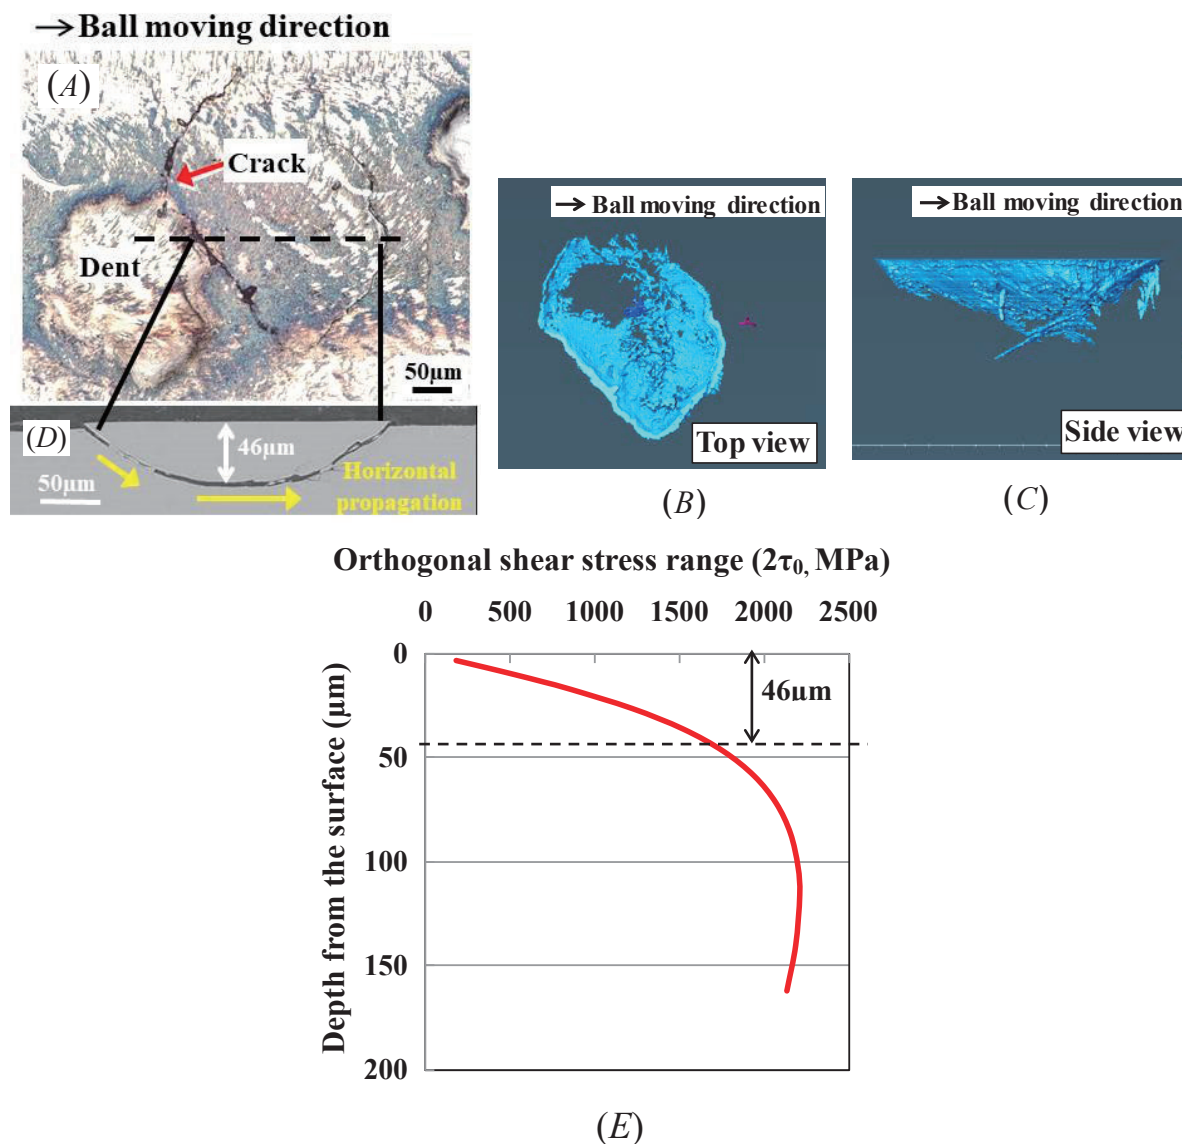 → Ball moving direction
(A)
Crack
Dent
50μm
(D)
46μm
50μm
Horizontal
propagation
→ Ball moving direction
Top view
(B)
→ Ball moving direction
Side view
(C)
Orthogonal shear stress range (2τ₀, MPa)
0 500 1000 1500 2000 2500
Depth from the surface (μm)
0
46μm
50
100
150
200
(E)